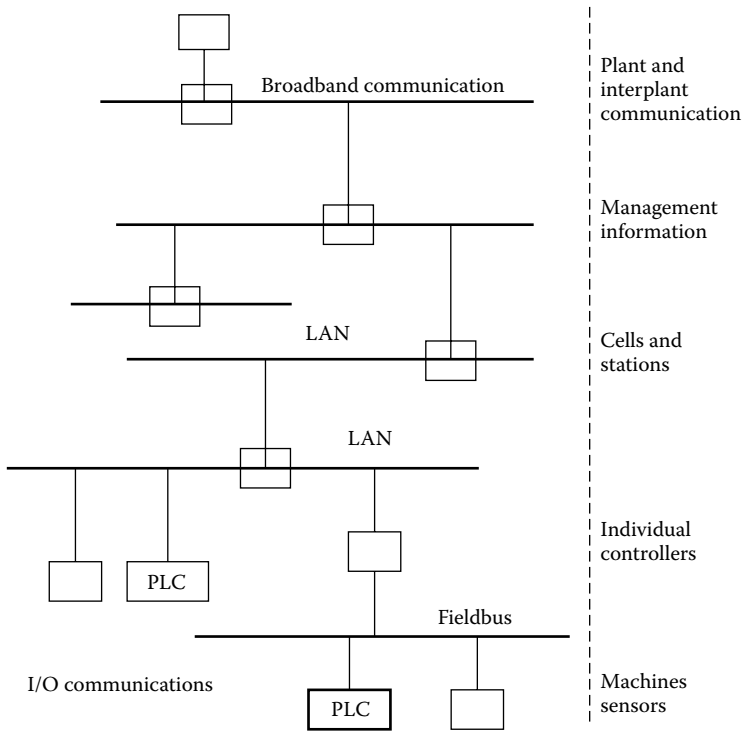 Broadband communication
Plant and
interplant
communication
Management
information
LAN
Cells and
stations
LAN
Individual
controllers
PLC
Fieldbus
I/O communications
PLC
Machines
sensors